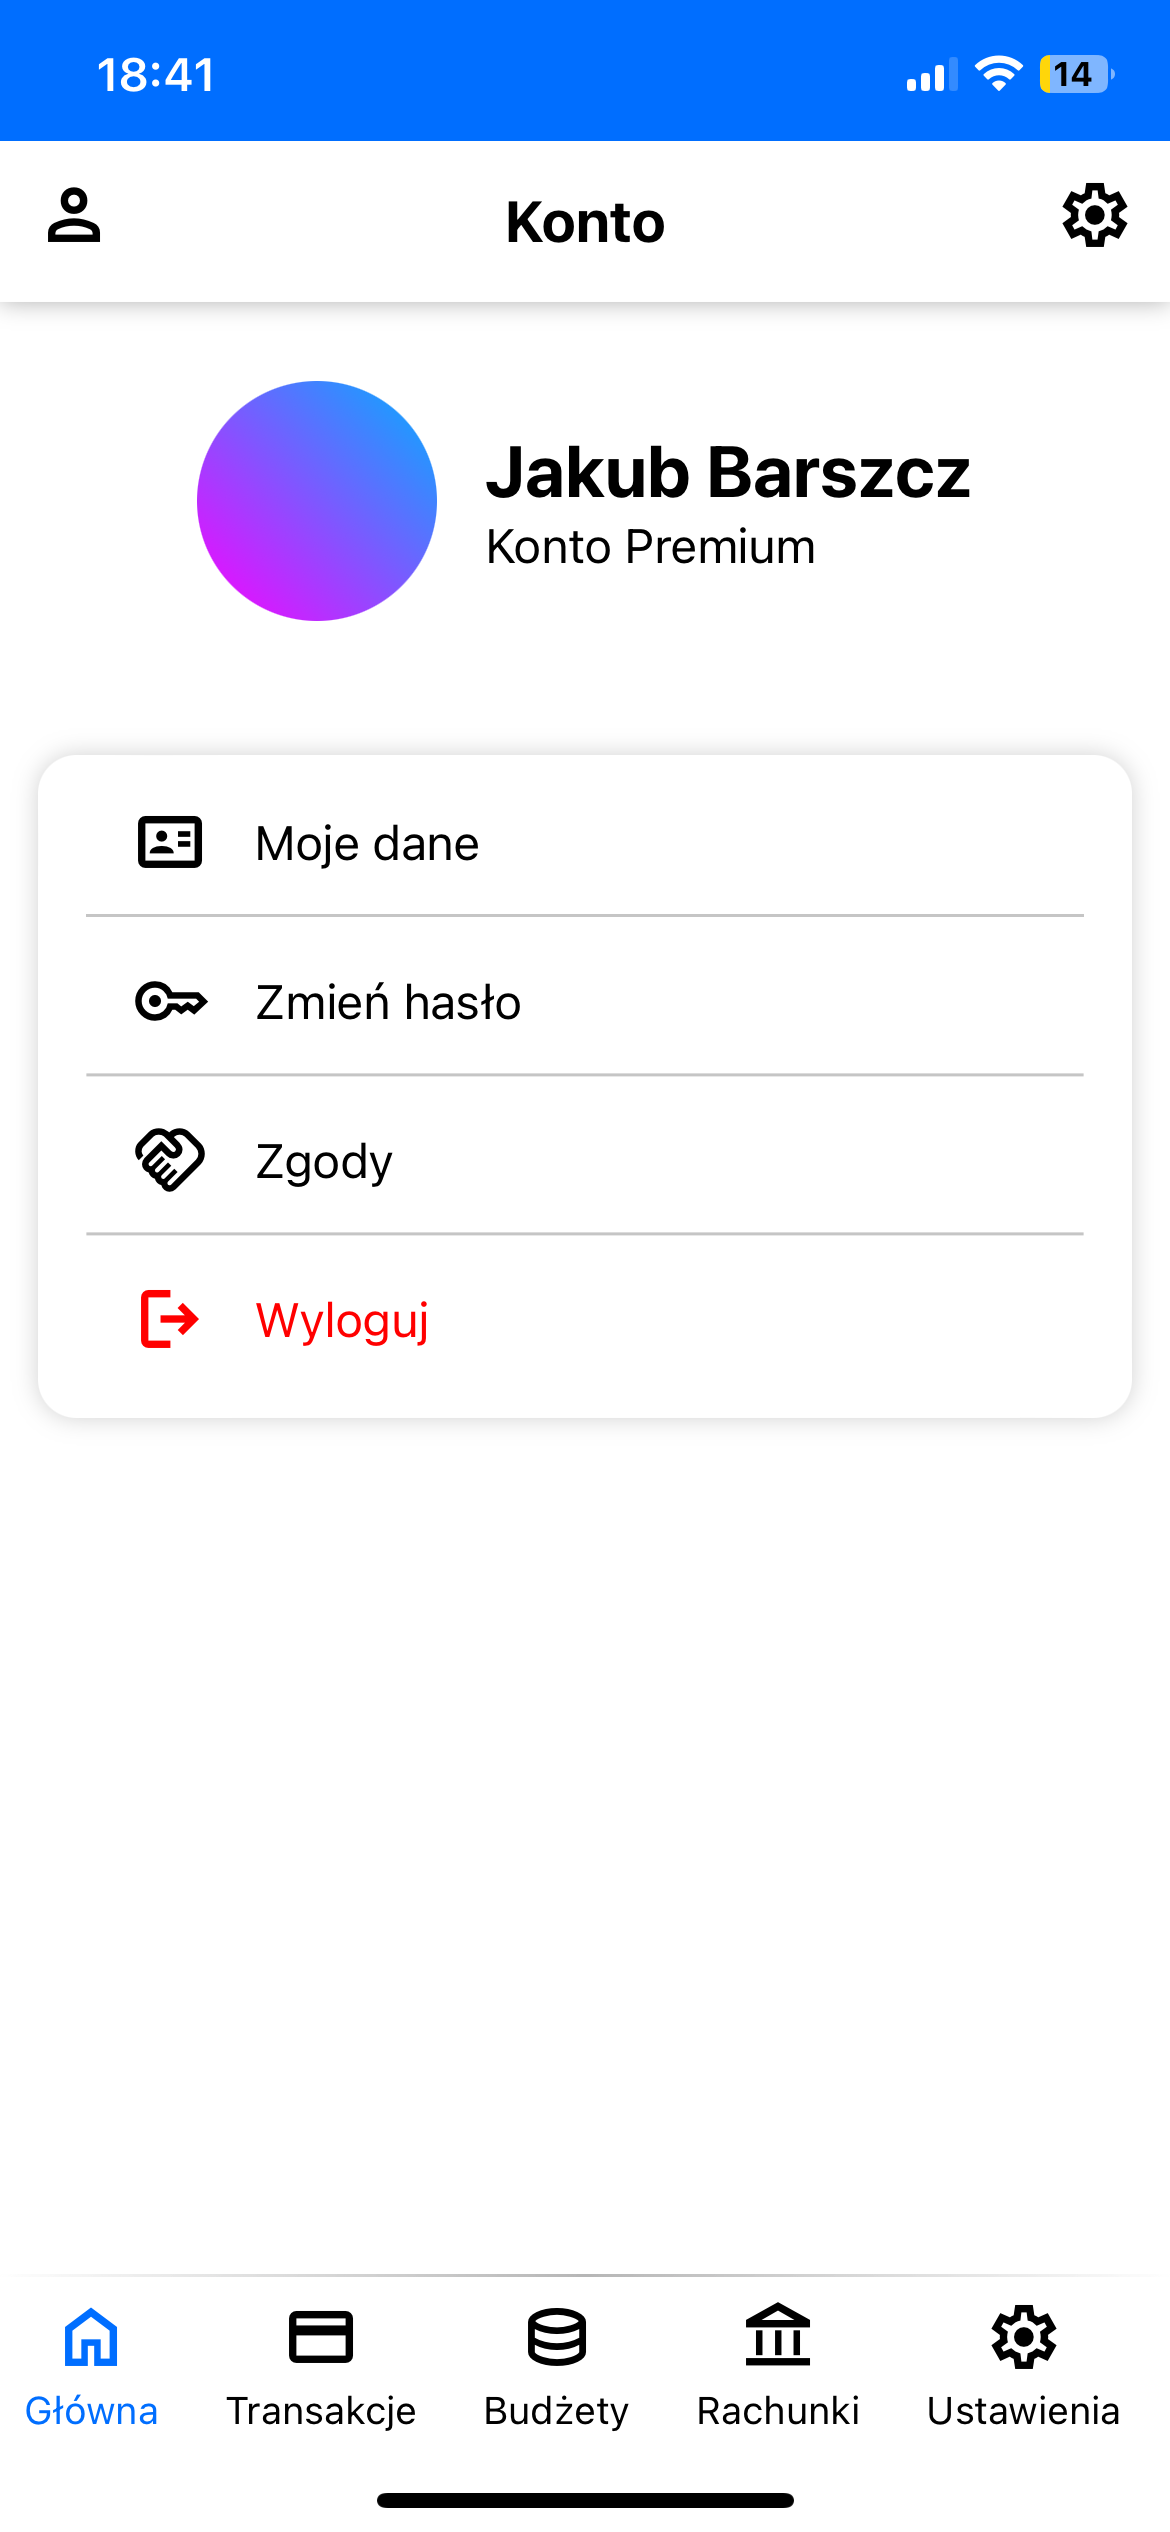 18:41
14
Konto
Jakub Barszcz
Konto Premium
Moje dane
Zmień hasło
Zgody
Wyloguj
Główna
Transakcje
Budżety
Rachunki
Ustawienia